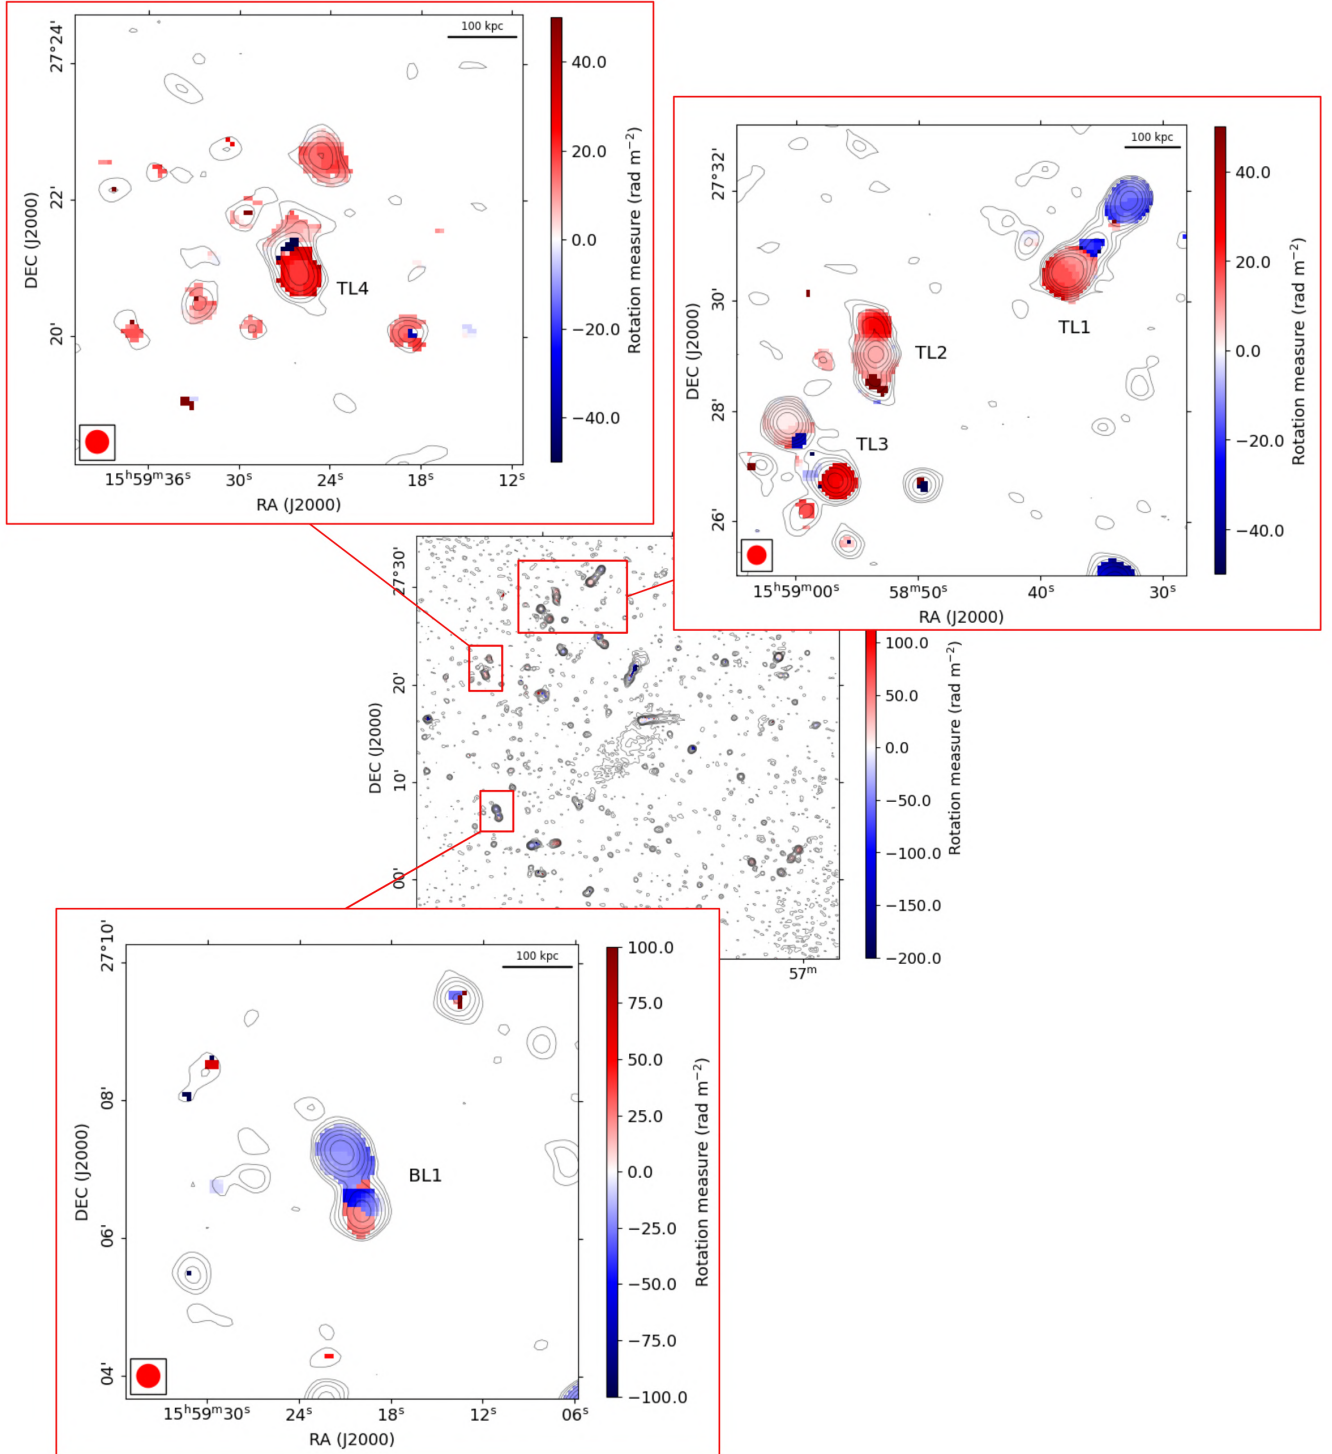 100 kpc
27°24'
22'
20'
DEC (J2000)
TL4
15ʰ59ᵐ36ˢ
30ˢ
24ˢ
18ˢ
12ˢ
RA (J2000)
40.0
20.0
0.0
−20.0
−40.0
Rotation measure (rad m⁻²)
100 kpc
27°32'
30'
28'
26'
DEC (J2000)
TL1
TL2
TL3
15ʰ59ᵐ00ˢ
58ᵐ50ˢ
40ˢ
30ˢ
RA (J2000)
40.0
20.0
0.0
−20.0
−40.0
Rotation measure (rad m⁻²)
27°30'
20'
10'
00'
DEC (J2000)
57ᵐ
100.0
50.0
0.0
−50.0
−100.0
−150.0
−200.0
Rotation measure (rad m⁻²)
100 kpc
27°10'
08'
06'
04'
DEC (J2000)
BL1
15ʰ59ᵐ30ˢ
24ˢ
18ˢ
12ˢ
06ˢ
RA (J2000)
100.0
75.0
50.0
25.0
0.0
−25.0
−50.0
−75.0
−100.0
Rotation measure (rad m⁻²)